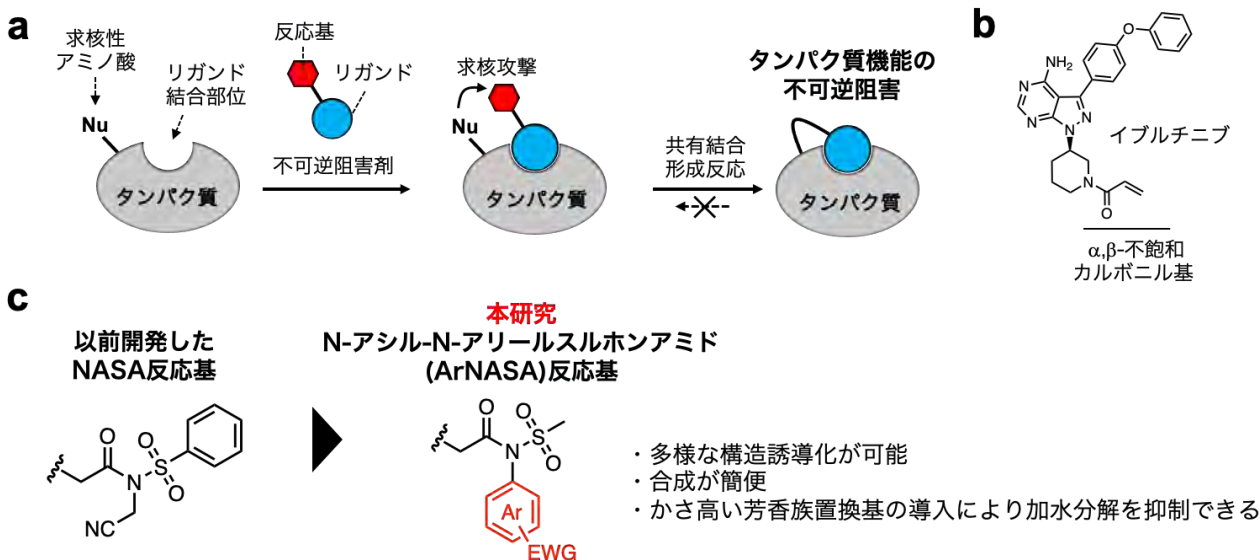 a
求核性
アミノ酸
リガンド
結合部位
Nu
タンパク質
反応基
リガンド
不可逆阻害剤
求核攻撃
Nu
タンパク質
共有結合
形成反応
タンパク質機能の
不可逆阻害
タンパク質
b
O
NH2
N
N
N
N
N
O
イブルチニブ
α,β-不飽和
カルボニル基
c
以前開発した
NASA反応基
O
O
N
S
O
NC
本研究
N-アシル-N-アリールスルホンアミド
(ArNASA)反応基
O
O
N
S
O
Ar
EWG
・多様な構造誘導化が可能
・合成が簡便
・かさ高い芳香族置換基の導入により加水分解を抑制できる